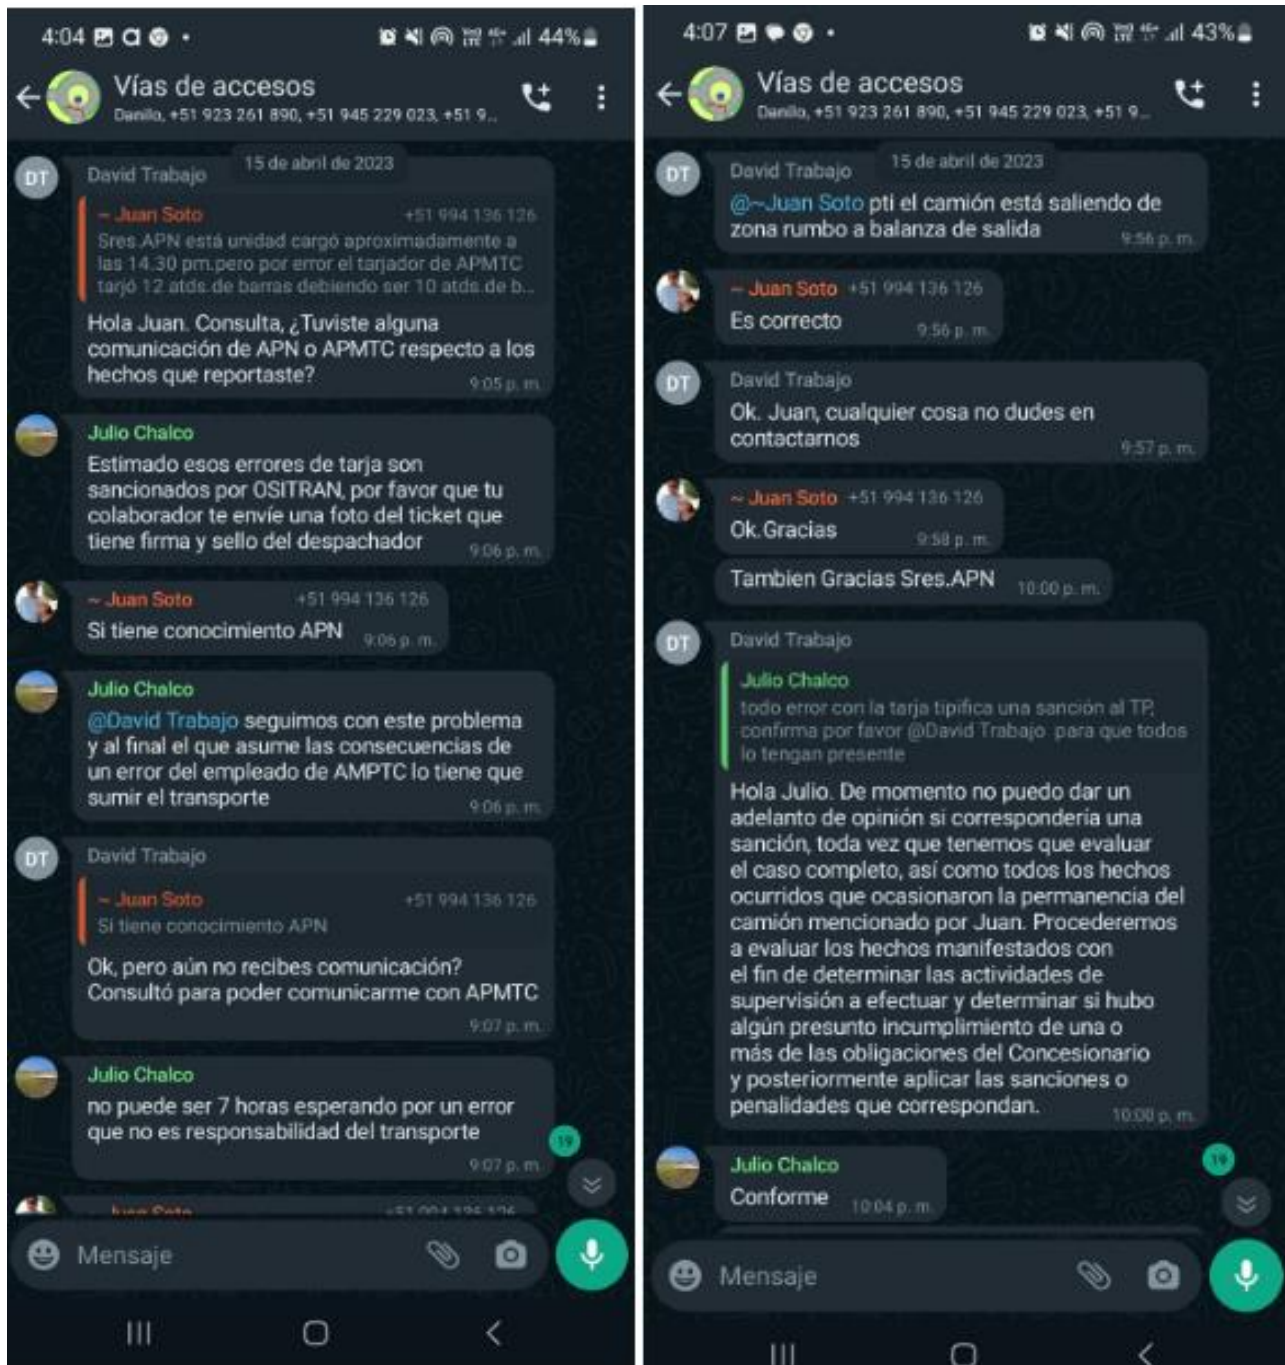 4:04
44%
Vías de accesos
Danilo, +51 923 261 890, +51 945 229 023, +51 9...
15 de abril de 2023
DT
David Trabajo
~ Juan Soto +51 994 136 126
Sres.APN está unidad cargó aproximadamente a
las 14.30 pm.pero por error el tarjador de APMTC
tarjó 12 atds.de barras debiendo ser 10 atds.de b...
Hola Juan. Consulta, ¿Tuviste alguna
comunicación de APN o APMTC respecto a los
hechos que reportaste?
9:05 p. m.
Julio Chalco
Estimado esos errores de tarja son
sancionados por OSITRAN, por favor que tu
colaborador te envíe una foto del ticket que
tiene firma y sello del despachador
9:06 p. m.
~ Juan Soto +51 994 136 126
Si tiene conocimiento APN
9:06 p. m.
Julio Chalco
@David Trabajo seguimos con este problema
y al final el que asume las consecuencias de
un error del empleado de AMPTC lo tiene que
sumir el transporte
9:06 p. m.
DT
David Trabajo
~ Juan Soto +51 994 136 126
Si tiene conocimiento APN
Ok, pero aún no recibes comunicación?
Consultó para poder comunicarme con APMTC
9:07 p. m.
Julio Chalco
no puede ser 7 horas esperando por un error
que no es responsabilidad del transporte
9:07 p. m.
19
Juan Soto +51 994 136 126
Mensaje
4:07
43%
Vías de accesos
Danilo, +51 923 261 890, +51 945 229 023, +51 9...
15 de abril de 2023
DT
David Trabajo
@~Juan Soto pti el camión está saliendo de
zona rumbo a balanza de salida
9:56 p. m.
~ Juan Soto +51 994 136 126
Es correcto
9:56 p. m.
DT
David Trabajo
Ok. Juan, cualquier cosa no dudes en
contactarnos
9:57 p. m.
~ Juan Soto +51 994 136 126
Ok.Gracias
9:58 p. m.
Tambien Gracias Sres.APN
10:00 p. m.
DT
David Trabajo
Julio Chalco
todo error con la tarja tipifica una sanción al TP,
confirma por favor @David Trabajo para que todos
lo tengan presente
Hola Julio. De momento no puedo dar un
adelanto de opinión si correspondería una
sanción, toda vez que tenemos que evaluar
el caso completo, así como todos los hechos
ocurridos que ocasionaron la permanencia del
camión mencionado por Juan. Procederemos
a evaluar los hechos manifestados con
el fin de determinar las actividades de
supervisión a efectuar y determinar si hubo
algún presunto incumplimiento de una o
más de las obligaciones del Concesionario
y posteriormente aplicar las sanciones o
penalidades que correspondan.
10:00 p. m.
Julio Chalco
Conforme
10:04 p. m.
19
Mensaje